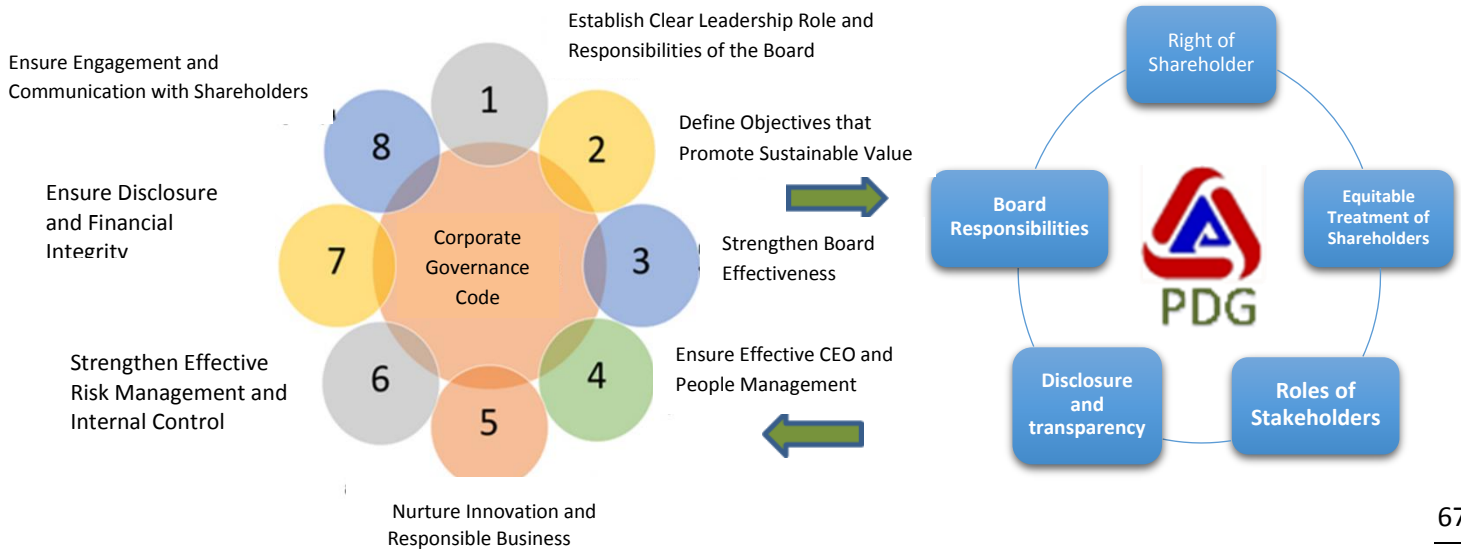 Establish Clear Leadership Role and
Responsibilities of the Board
Ensure Engagement and
Communication with Shareholders
1
2
3
4
5
6
7
8
Corporate
Governance
Code
Define Objectives that
Promote Sustainable Value
Strengthen Board
Effectiveness
Ensure Effective CEO and
People Management
Nurture Innovation and
Responsible Business
Strengthen Effective
Risk Management and
Internal Control
Ensure Disclosure
and Financial
Integrity
Right of
Shareholder
Equitable
Treatment of
Shareholders
Roles of
Stakeholders
Disclosure
and
transparency
Board
Responsibilities
PDG
67